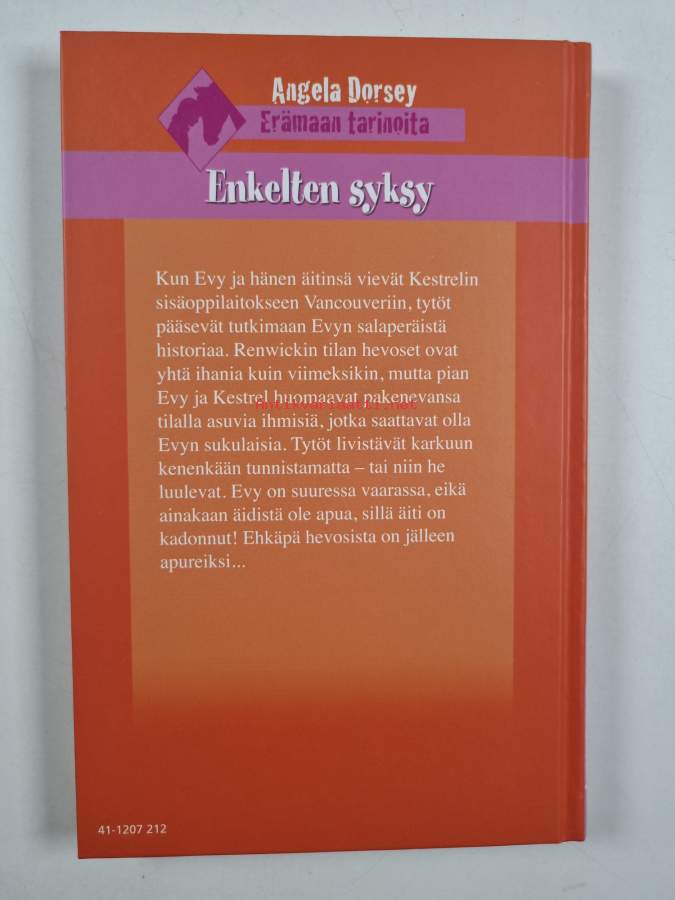 Angela Dorsey
Erämaan tarinoita
Enkelten syksy
Kun Evy ja hänen äitinsä vievät Kestrelin
sisäoppilaitokseen Vancouveriin, tytöt
pääsevät tutkimaan Evyn salaperäistä
historiaa. Renwickin tilan hevoset ovat
yhtä ihania kuin viimeksikin, mutta pian
Evy ja Kestrel huomaavat pakenevansa
Antikvariaatti.net
tilalla asuvia ihmisiä, jotka saattavat olla
Evyn sukulaisia. Tytöt livistävät karkuun
kenenkään tunnistamatta – tai niin he
luulevat. Evy on suuressa vaarassa, eikä
ainakaan äidistä ole apua, sillä äiti on
kadonnut! Ehkäpä hevosista on jälleen
apureiksi...
41-1207 212